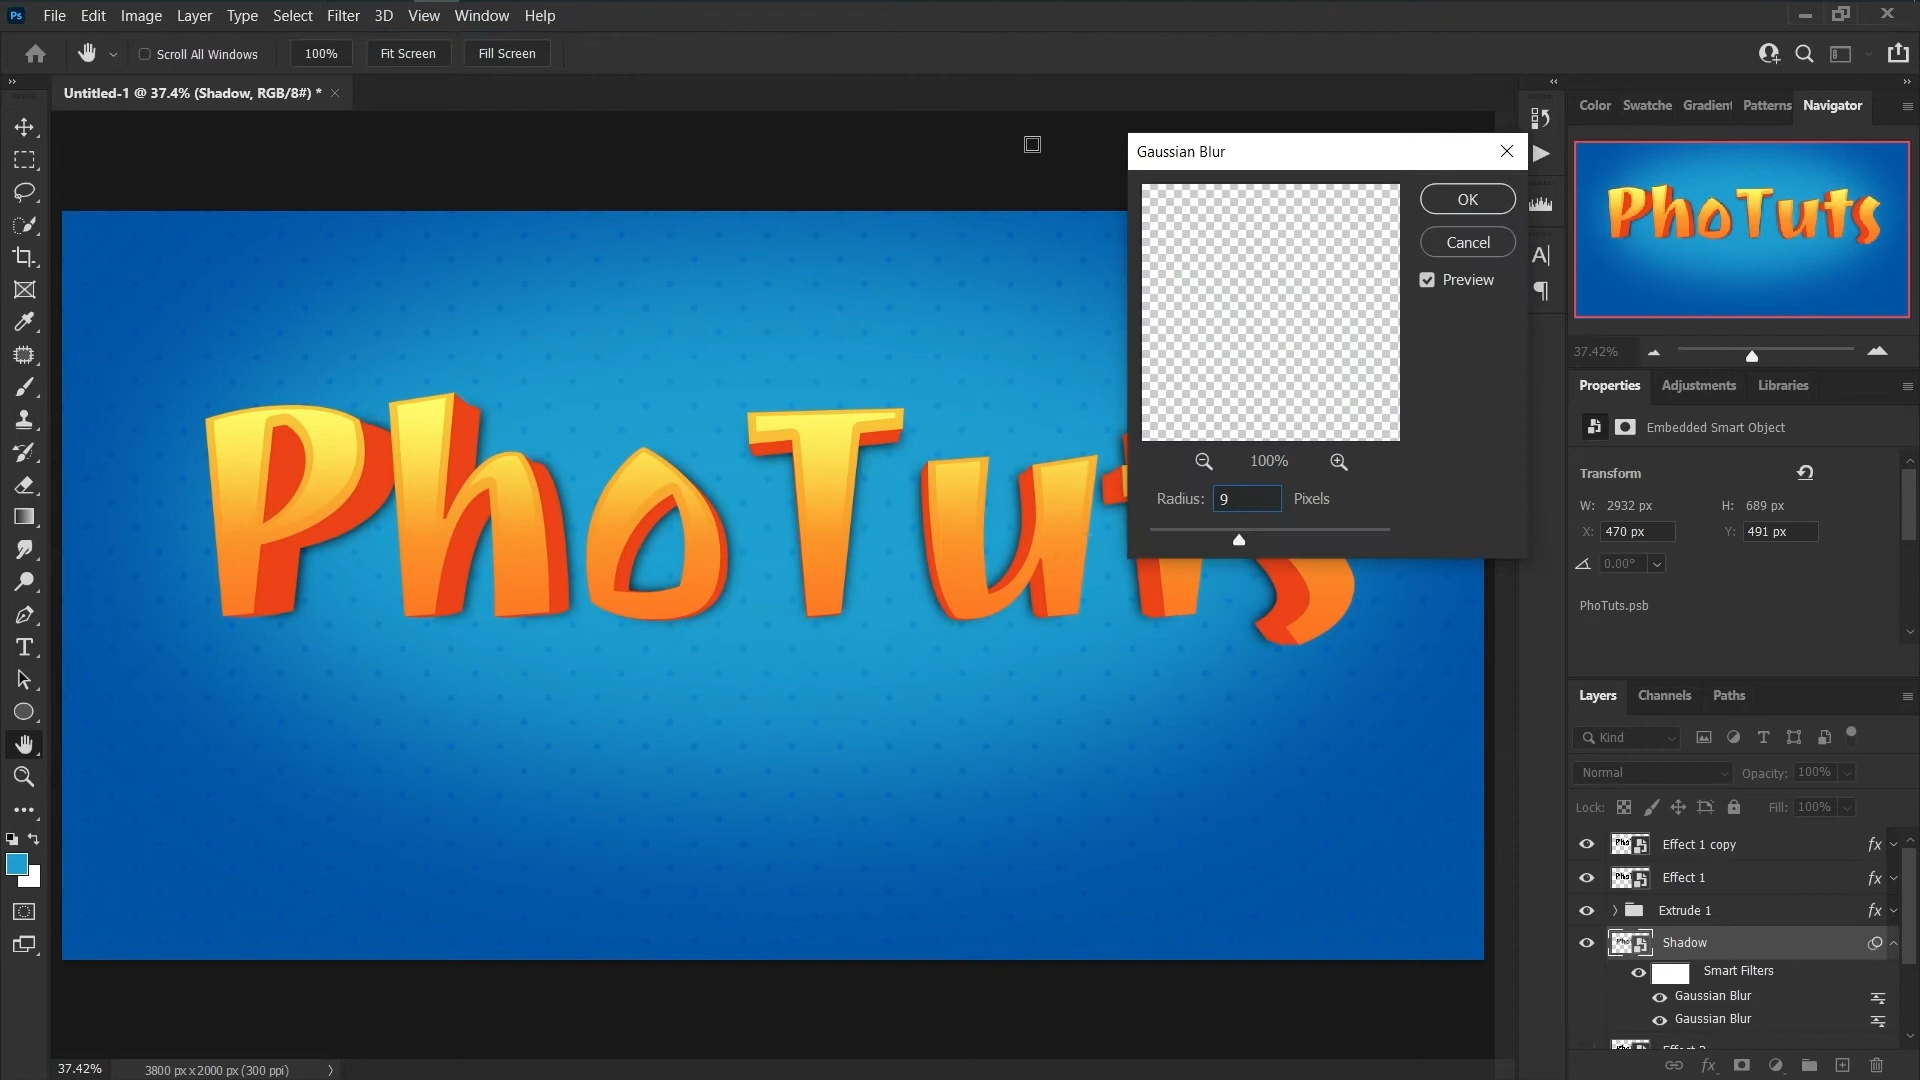 Ps File Edit Image Layer Type Select Filter 3D View Window Help
Scroll All Windows 100% Fit Screen Fill Screen
Untitled-1 @ 37.4% (Shadow, RGB/8#) *
Color Swatche Gradient Patterns Navigator
Gaussian Blur
OK
Cancel
Preview
100%
Radius: 9 Pixels
PhoTuts
PhoTuts
37.42%
Properties Adjustments Libraries
Embedded Smart Object
Transform
W: 2932 px H: 689 px
X: 470 px Y: 491 px
0.00°
PhoTuts.psb
Layers Channels Paths
Kind
Normal Opacity: 100%
Lock: Fill: 100%
Effect 1 copy fx
Effect 1 fx
Extrude 1 fx
Shadow
Smart Filters
Gaussian Blur
Gaussian Blur
37.42% 3800 px x 2000 px (300 ppi)
fx